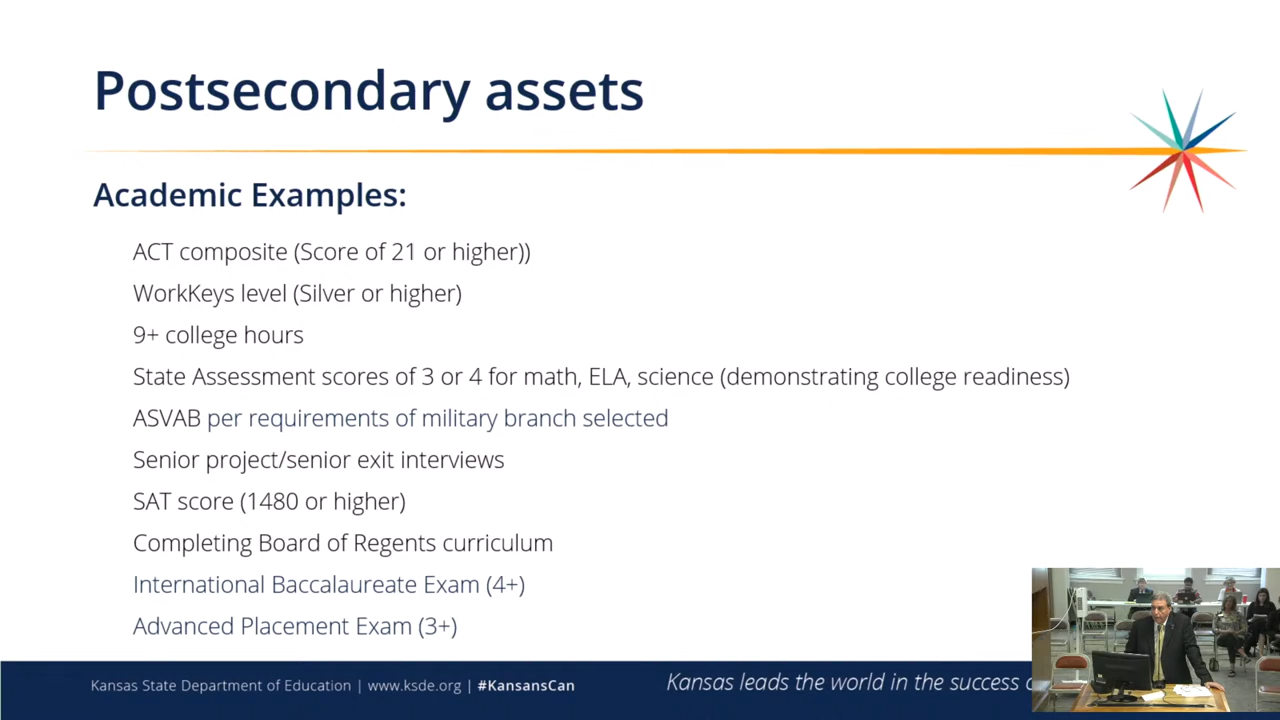 Postsecondary assets
Academic Examples:
ACT composite (Score of 21 or higher))
WorkKeys level (Silver or higher)
9+ college hours
State Assessment scores of 3 or 4 for math, ELA, science (demonstrating college readiness)
ASVAB per requirements of military branch selected
Senior project/senior exit interviews
SAT score (1480 or higher)
Completing Board of Regents curriculum
International Baccalaureate Exam (4+)
Advanced Placement Exam (3+)
Kansas State Department of Education | www.ksde.org | #KansansCan
Kansas leads the world in the success